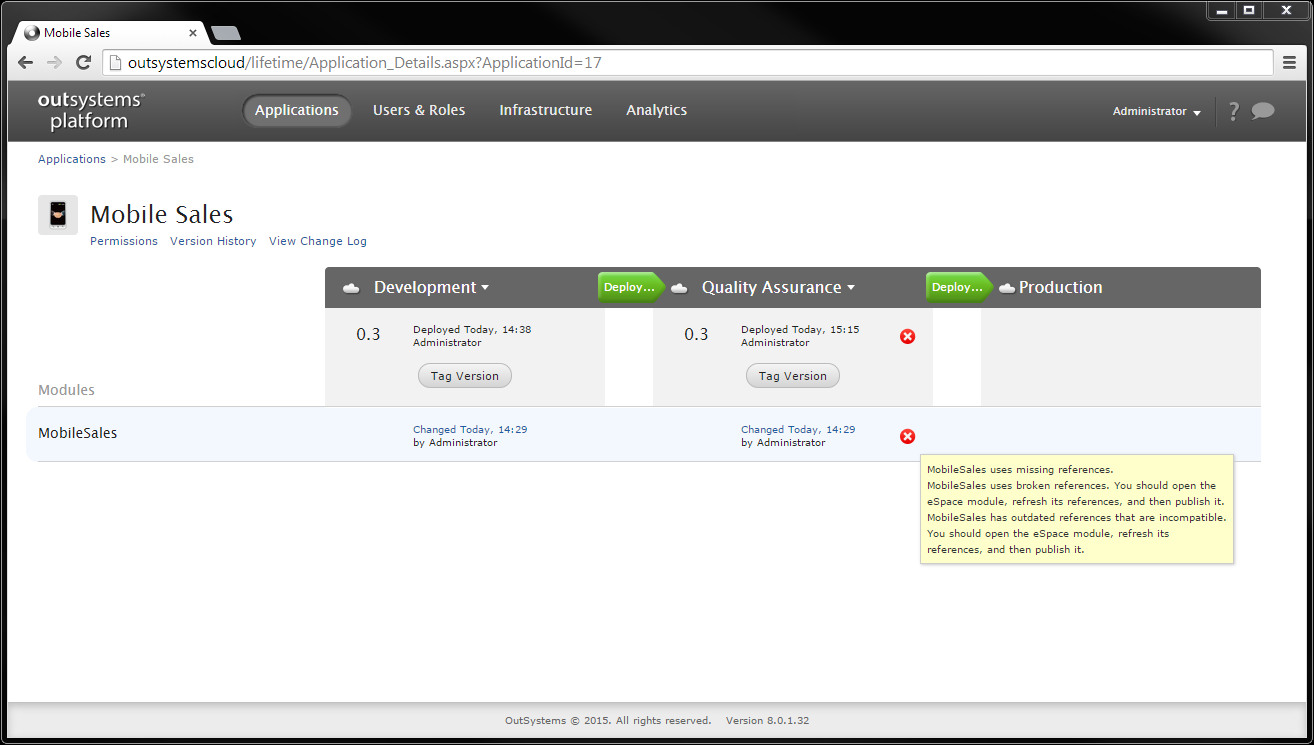 Mobile Sales
outsystemscloud/lifetime/Application_Details.aspx?ApplicationId=17
outsystems®
platform
Applications Users & Roles Infrastructure Analytics Administrator ?
Applications > Mobile Sales
Mobile Sales
Permissions Version History View Change Log
Development Deploy... Quality Assurance Deploy... Production
0.3 Deployed Today, 14:38 0.3 Deployed Today, 15:15
Administrator Administrator
Tag Version Tag Version
Modules
MobileSales Changed Today, 14:29 Changed Today, 14:29
by Administrator by Administrator
MobileSales uses missing references.
MobileSales uses broken references. You should open the
eSpace module, refresh its references, and then publish it.
MobileSales has outdated references that are incompatible.
You should open the eSpace module, refresh its
references, and then publish it.
OutSystems © 2015. All rights reserved. Version 8.0.1.32